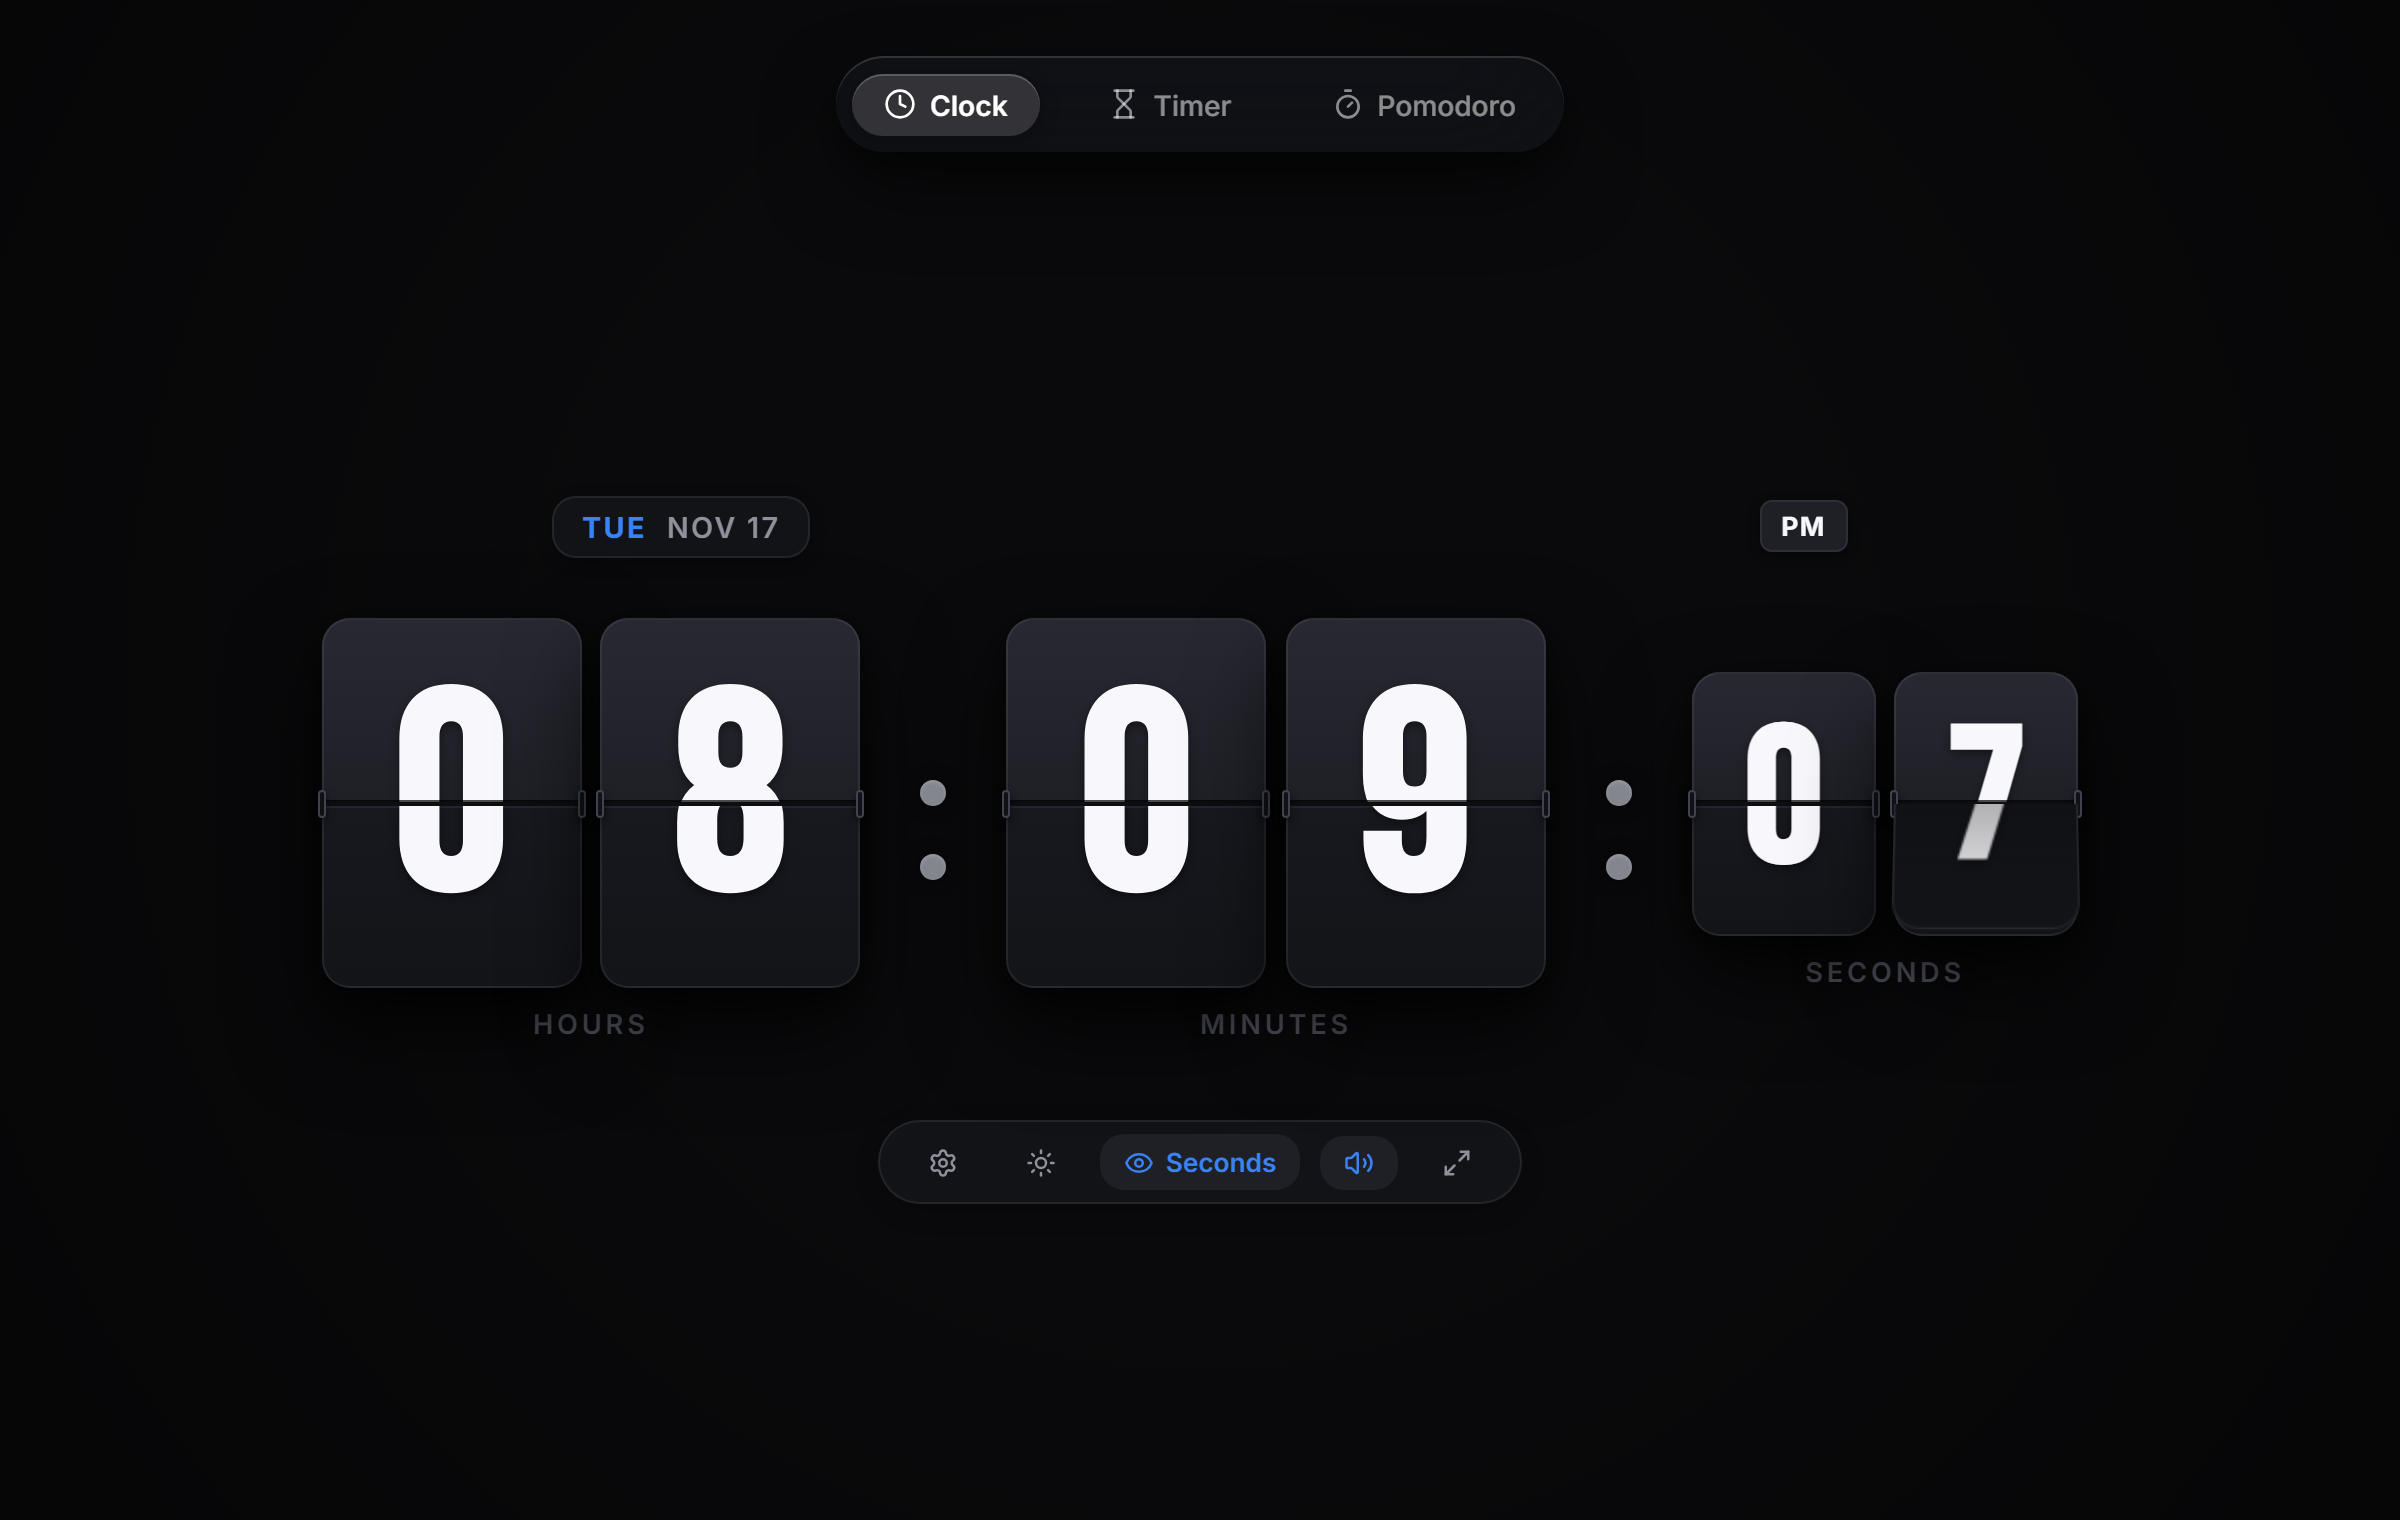 Clock Timer Pomodoro
TUE NOV 17 PM
08 : 09 : 07
HOURS MINUTES SECONDS
Seconds